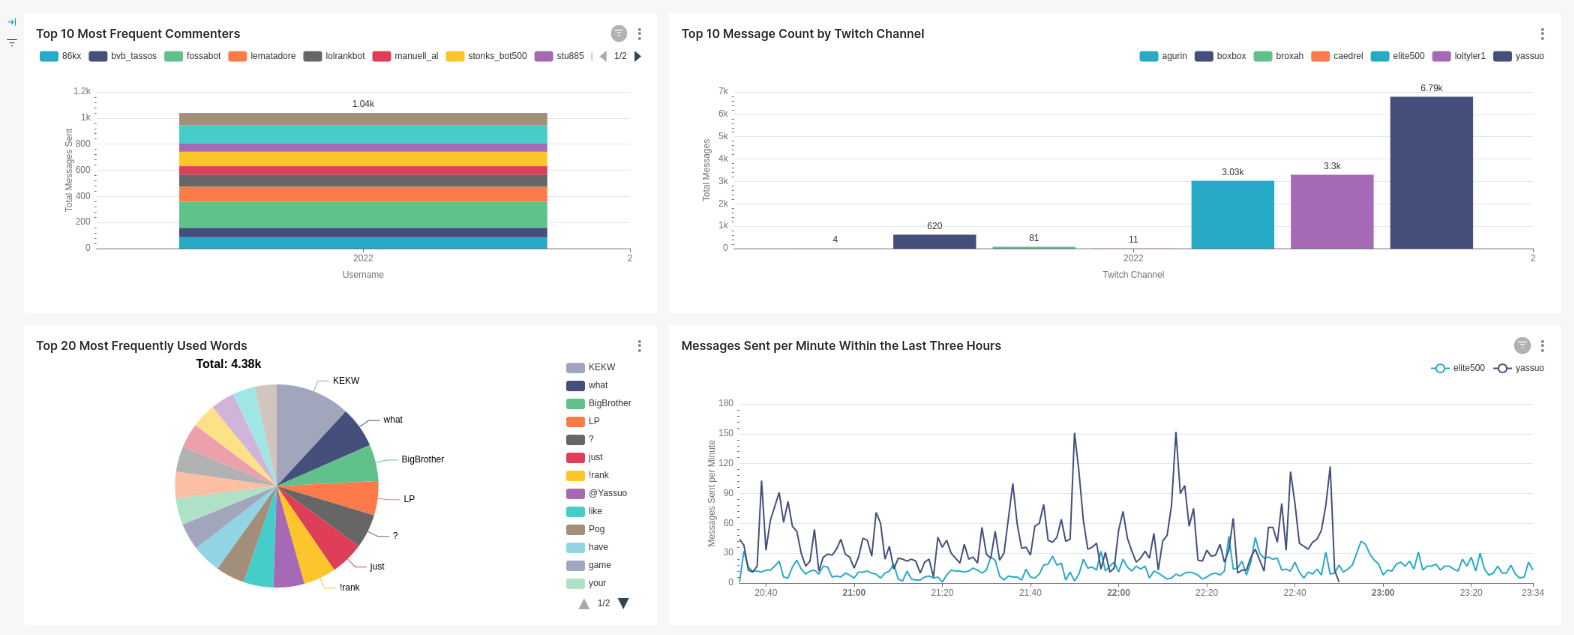 Top 10 Most Frequent Commenters
86kx bvb_tassos fossabot lematadore lolrankbot manuell_al stonks_bot500 stu885 1/2
1.2k
1k
800
600
400
200
0
Total Messages Sent
1.04k
2022 2
Username
Top 10 Message Count by Twitch Channel
agurin boxbox broxah caedrel elite500 loltyler1 yassuo
7k
6k
5k
4k
3k
2k
1k
0
Total Messages
4 620 81 11 3.03k 3.3k 6.79k
2022 2
Twitch Channel
Top 20 Most Frequently Used Words
Total: 4.38k
KEKW
what
BigBrother
LP
?
just
!rank
KEKW
what
BigBrother
LP
?
just
!rank
@Yassuo
like
Pog
have
game
your
1/2
Messages Sent per Minute Within the Last Three Hours
elite500 yassuo
180
150
120
90
60
30
0
Messages Sent per Minute
20:40 21:00 21:20 21:40 22:00 22:20 22:40 23:00 23:20 23:34